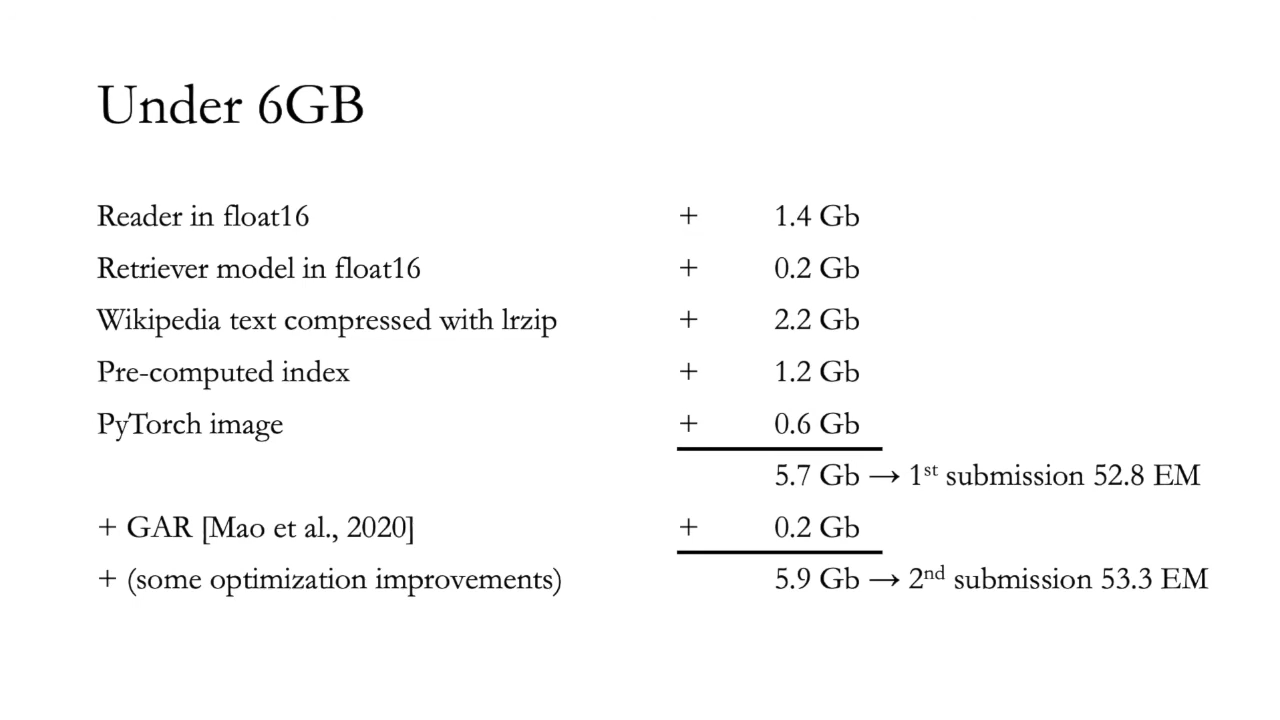 Under 6GB
Reader in float16 + 1.4 Gb
Retriever model in float16 + 0.2 Gb
Wikipedia text compressed with lrzip + 2.2 Gb
Pre-computed index + 1.2 Gb
PyTorch image + 0.6 Gb
5.7 Gb → 1st submission 52.8 EM
+ GAR [Mao et al., 2020] + 0.2 Gb
+ (some optimization improvements) 5.9 Gb → 2nd submission 53.3 EM